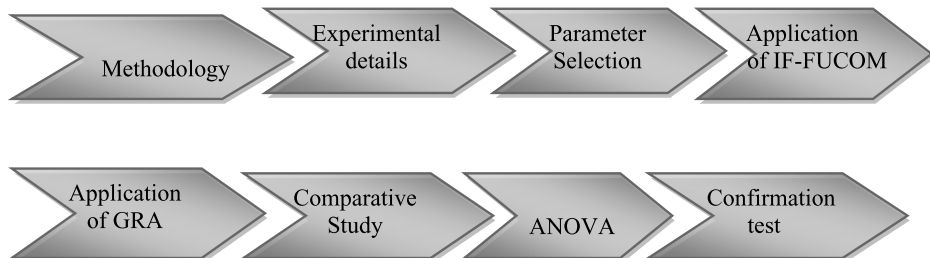 Methodology
Experimental
details
Parameter
Selection
Application
of IF-FUCOM
Application
of GRA
Comparative
Study
ANOVA
Confirmation
test